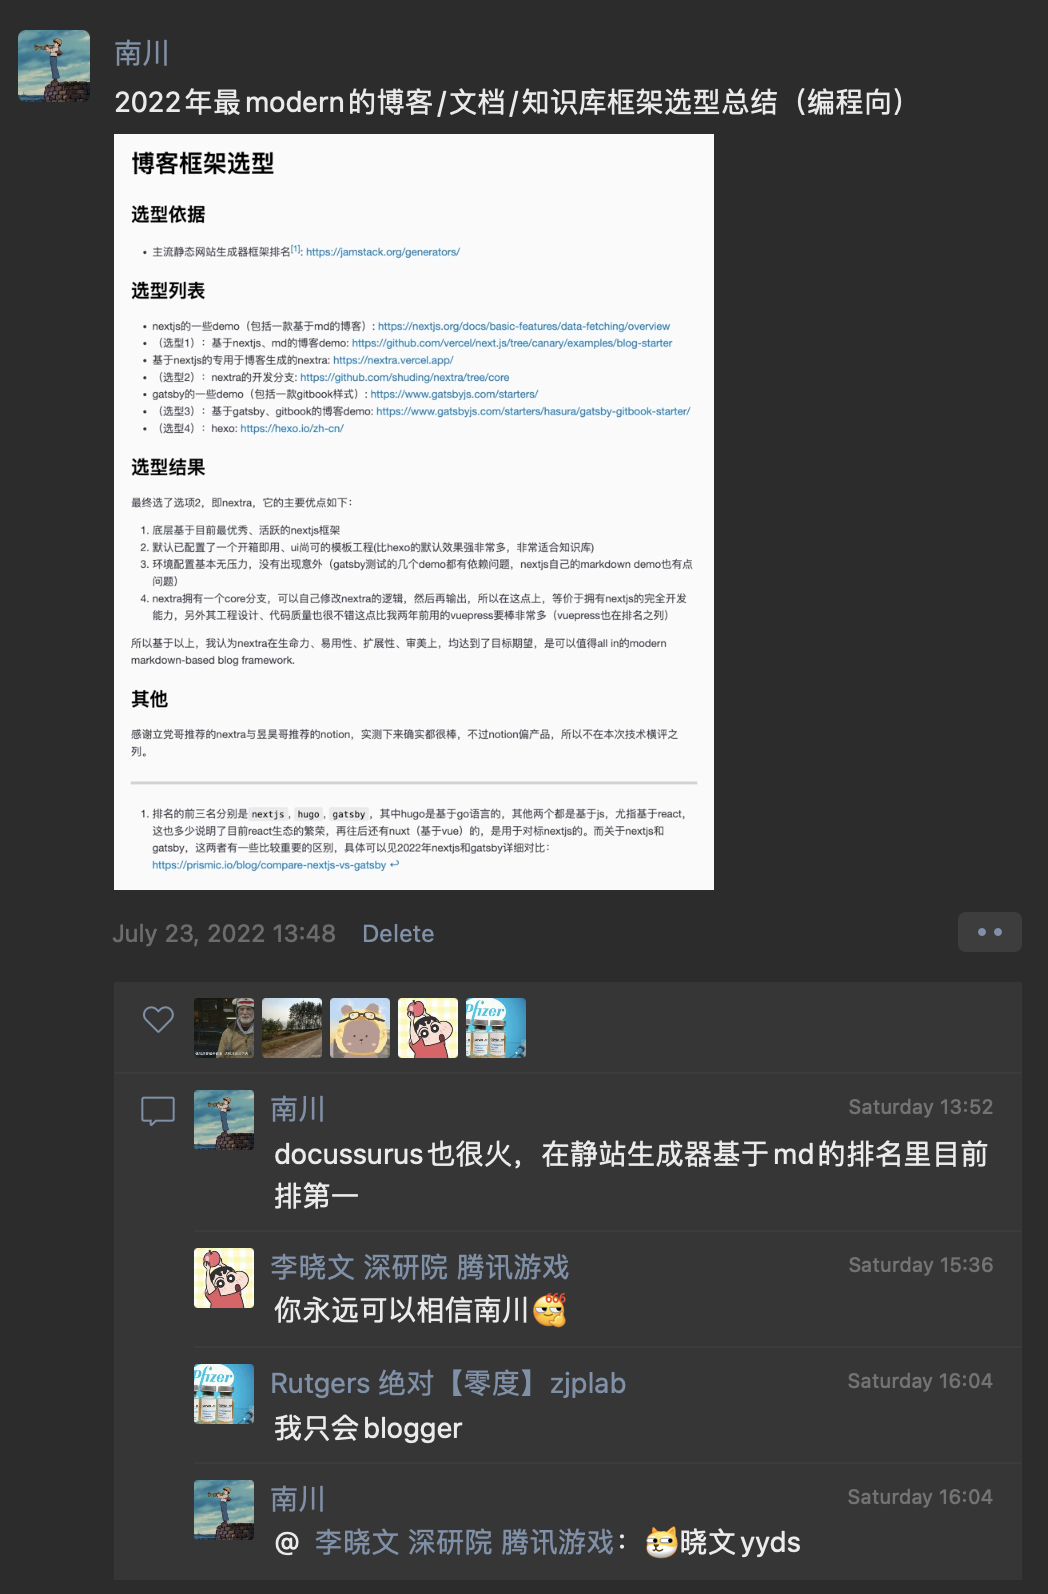 南川
2022年最modern的博客/文档/知识库框架选型总结（编程向）
博客框架选型
选型依据
• 主流静态网站生成器框架排名[1]: https://jamstack.org/generators/
选型列表
• nextjs的一些demo（包括一款基于md的博客）: https://nextjs.org/docs/basic-features/data-fetching/overview
• （选型1）：基于nextjs、md的博客demo: https://github.com/vercel/next.js/tree/canary/examples/blog-starter
• 基于nextjs的专用于博客生成的nextra: https://nextra.vercel.app/
• （选型2）：nextra的开发分支: https://github.com/shuding/nextra/tree/core
• gatsby的一些demo（包括一款gitbook样式）: https://www.gatsbyjs.com/starters/
• （选型3）：基于gatsby、gitbook的博客demo: https://www.gatsbyjs.com/starters/hasura/gatsby-gitbook-starter/
• （选型4）：hexo: https://hexo.io/zh-cn/
选型结果
最终选了选项2，即nextra，它的主要优点如下：
1. 底层基于目前最优秀、活跃的nextjs框架
2. 默认已配置了一个开箱即用、ui尚可的模板工程(比hexo的默认效果强非常多，非常适合知识库)
3. 环境配置基本无压力，没有出现意外（gatsby测试的几个demo都有依赖问题，nextjs自己的markdown demo也有点
问题）
4. nextra拥有一个core分支，可以自己修改nextra的逻辑，然后再输出，所以在这点上，等价于拥有nextjs的完全开发
能力，另外其工程设计、代码质量也很不错这点比我两年前用的vuepress要棒非常多（vuepress也在排名之列）
所以基于以上，我认为nextra在生命力、易用性、扩展性、审美上，均达到了目标期望，是可以值得all in的modern
markdown-based blog framework.
其他
感谢立党哥推荐的nextra与昱昊哥推荐的notion，实测下来确实都很棒，不过notion偏产品，所以不在本次技术横评之
列。
1. 排名的前三名分别是 nextjs , hugo , gatsby ，其中hugo是基于go语言的，其他两个都是基于js，尤指基于react，
这也多少说明了目前react生态的繁荣，再往后还有nuxt（基于vue）的，是用于对标nextjs的。而关于nextjs和
gatsby，这两者有一些比较重要的区别，具体可以见2022年nextjs和gatsby详细对比：
https://prismic.io/blog/compare-nextjs-vs-gatsby ↩
July 23, 2022 13:48 Delete
Pfizer
南川 Saturday 13:52
docussurus也很火，在静站生成器基于md的排名里目前
排第一
李晓文 深研院 腾讯游戏 Saturday 15:36
你永远可以相信南川666
Pfizer
Rutgers 绝对【零度】zjplab Saturday 16:04
我只会blogger
南川 Saturday 16:04
@ 李晓文 深研院 腾讯游戏：晓文yyds